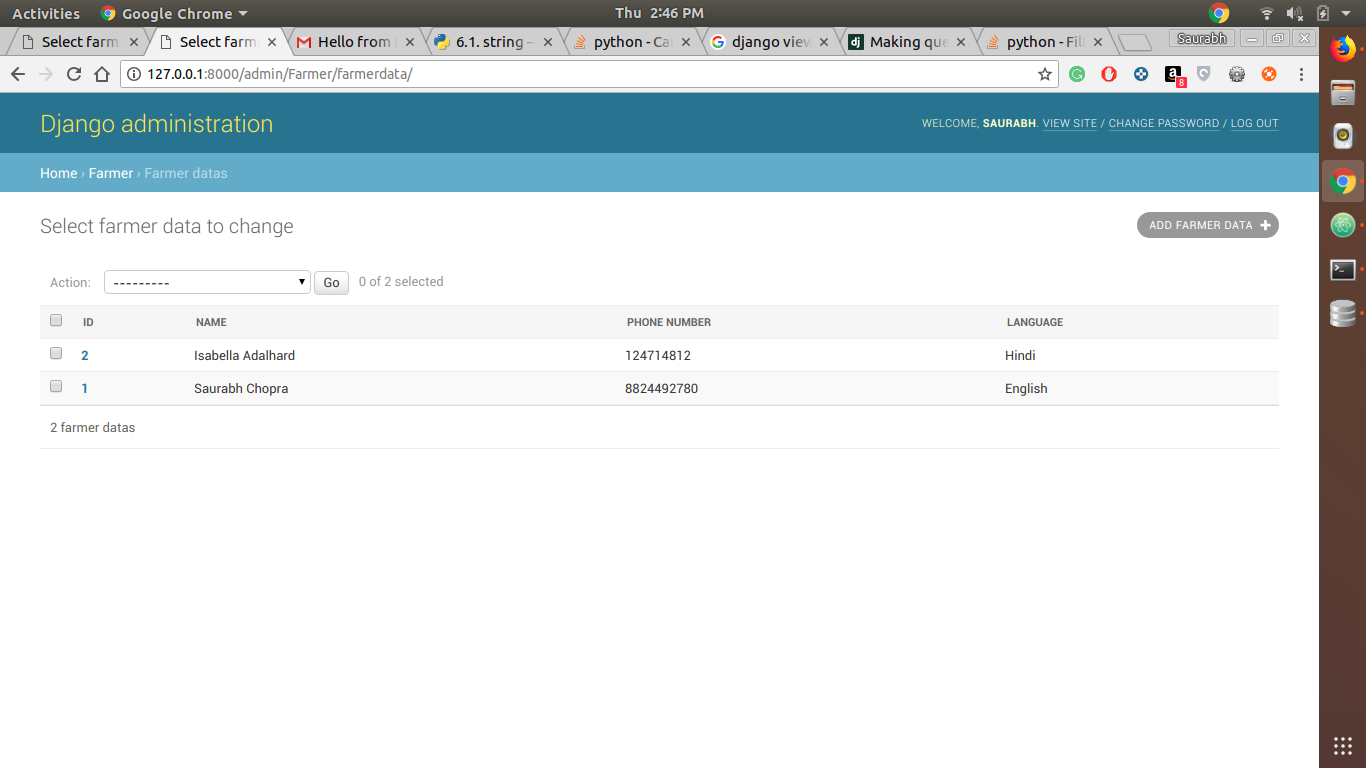 Activities Google Chrome Thu 2:46 PM
Select farm Select farm Hello from 6.1. string — python - Ca django view Making que python - Fil Saurabh
127.0.0.1:8000/admin/Farmer/farmerdata/ a 8
Django administration WELCOME, SAURABH. VIEW SITE / CHANGE PASSWORD / LOG OUT
Home › Farmer › Farmer datas
Select farmer data to change ADD FARMER DATA +
Action: --------- Go 0 of 2 selected
ID NAME PHONE NUMBER LANGUAGE
2 Isabella Adalhard 124714812 Hindi
1 Saurabh Chopra 8824492780 English
2 farmer datas